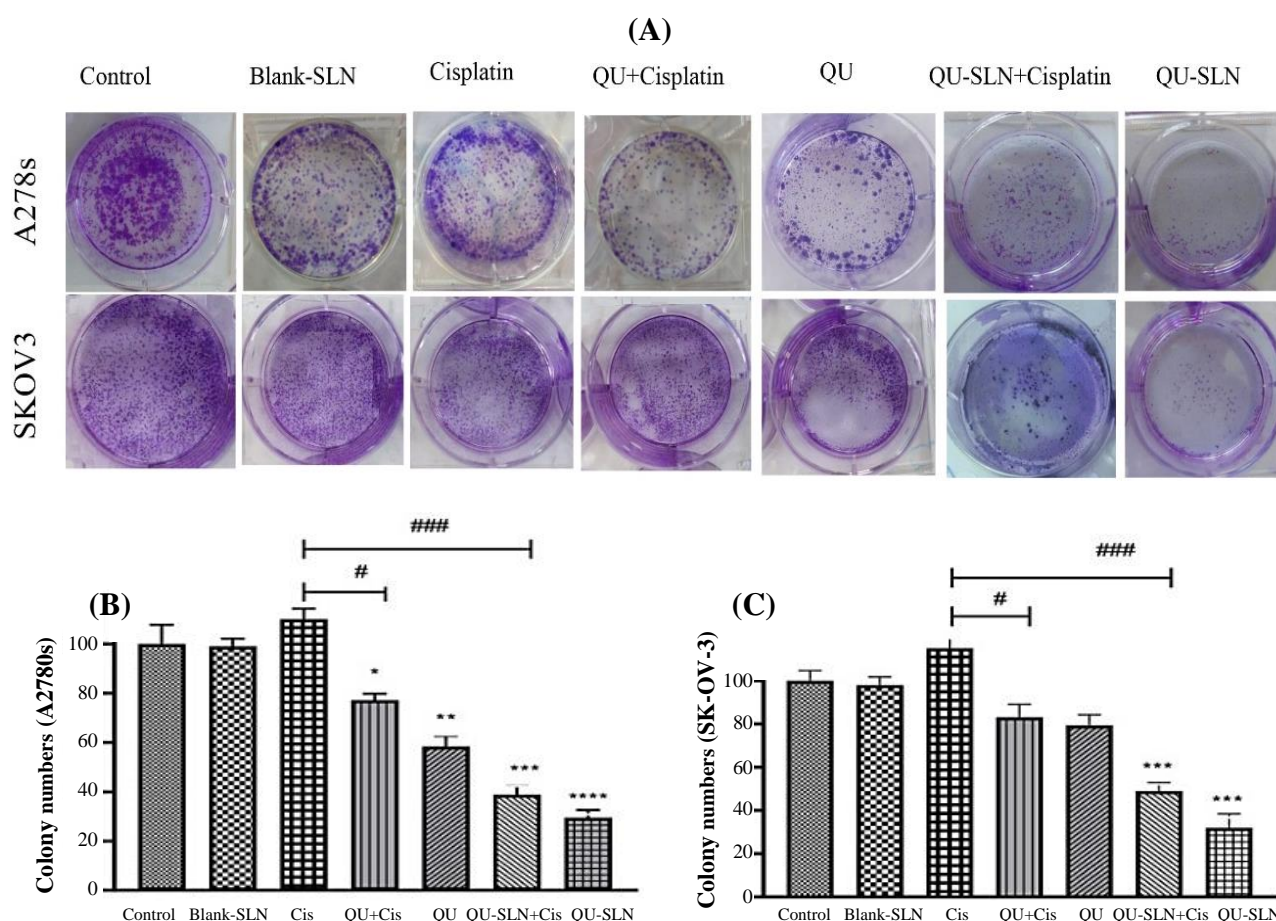 (A)
Control Blank-SLN Cisplatin QU+Cisplatin QU QU-SLN+Cisplatin QU-SLN
A278s
SKOV3
(B)
###
#
Colony numbers (A2780s)
100
80
60
40
20
0
*
**
***
****
Control Blank-SLN Cis QU+Cis QU QU-SLN+Cis QU-SLN
(C)
###
#
Colony numbers (SK-OV-3)
100
80
60
40
20
0
***
***
Control Blank-SLN Cis QU+Cis QU QU-SLN+Cis QU-SLN